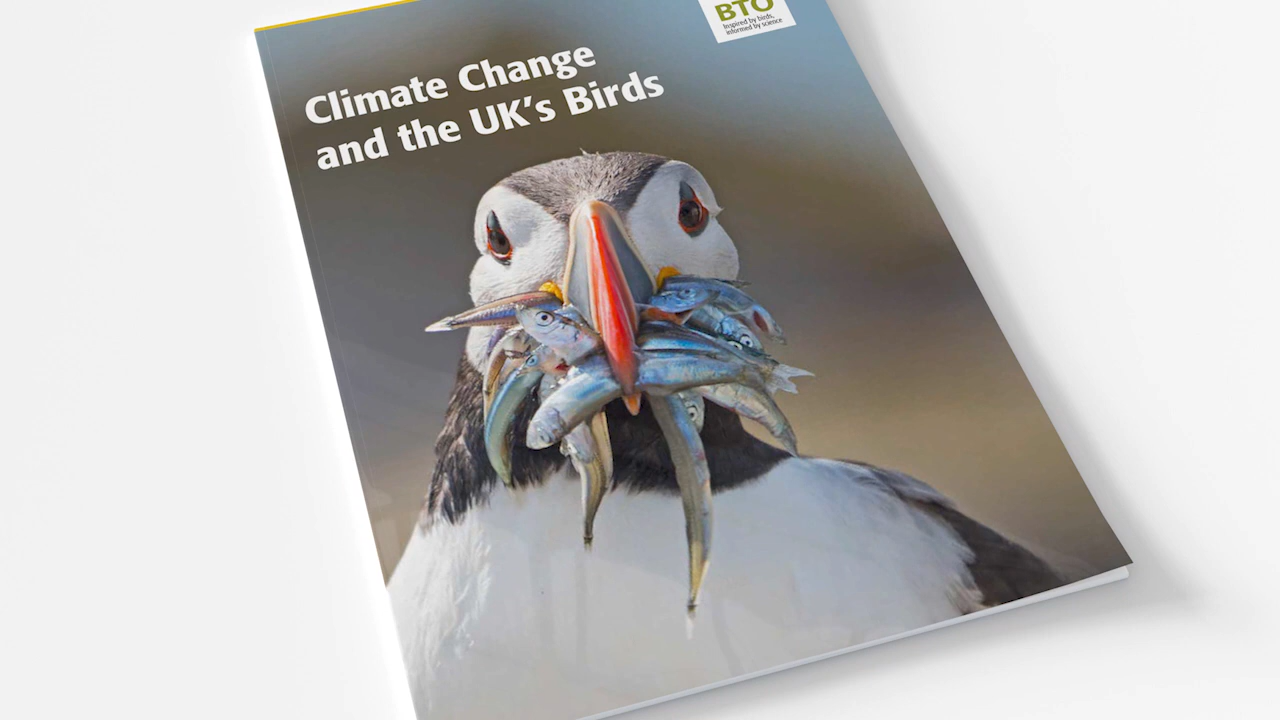 BTO
Inspired by birds,
informed by science
Climate Change
and the UK's Birds